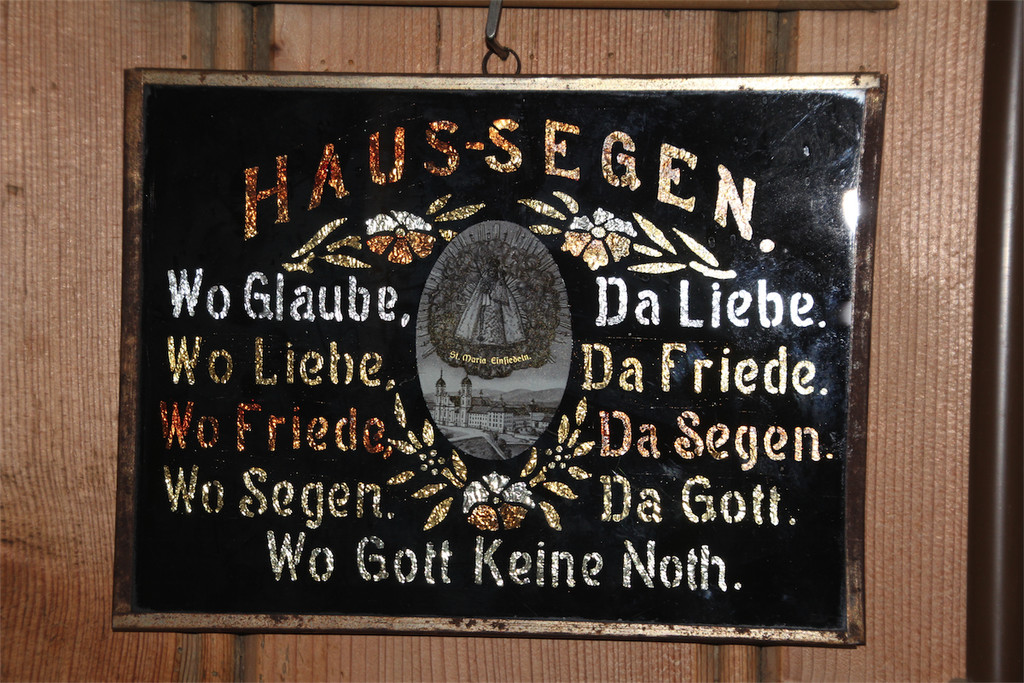 HAUS-SEGEN.
Wo Glaube, Da Liebe.
Wo Liebe, Da Friede.
Wo Friede, Da Segen.
Wo Segen. Da Gott.
Wo Gott Keine Noth.
St. Maria Einsiedeln.